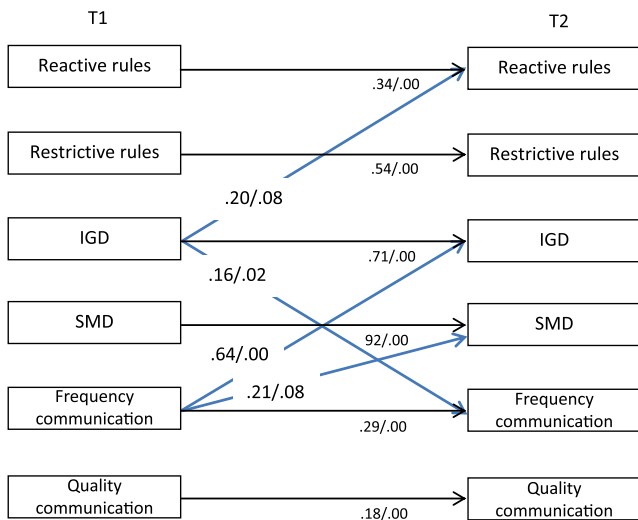 T1
T2
Reactive rules
Reactive rules
.34/.00
Restrictive rules
Restrictive rules
.54/.00
.20/.08
IGD
IGD
.71/.00
.16/.02
SMD
SMD
92/.00
.64/.00
.21/.08
Frequency
communication
Frequency
communication
.29/.00
Quality
communication
Quality
communication
.18/.00